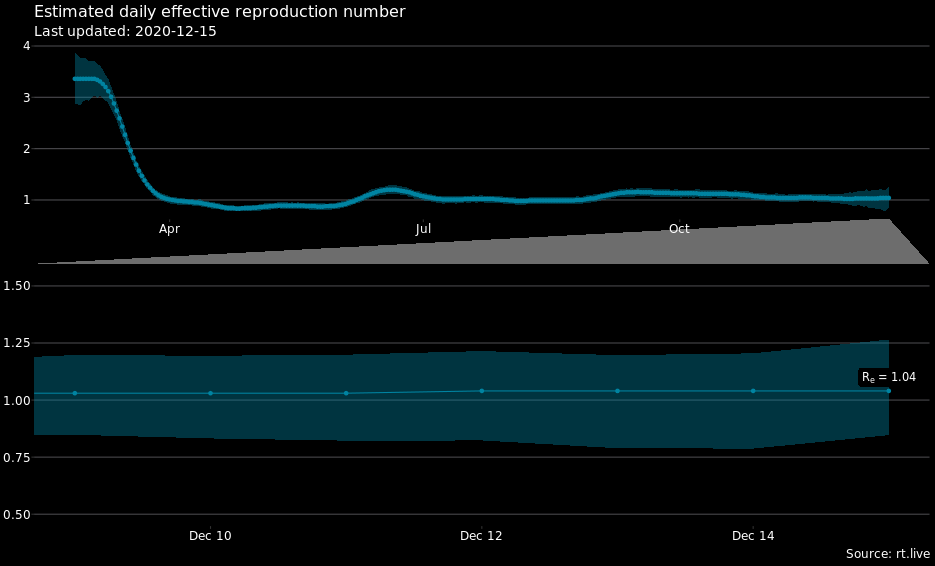 Estimated daily effective reproduction number
Last updated: 2020-12-15
4
3
2
1
Apr
Jul
Oct
1.50
1.25
Re = 1.04
1.00
0.75
0.50
Dec 10
Dec 12
Dec 14
Source: rt.live